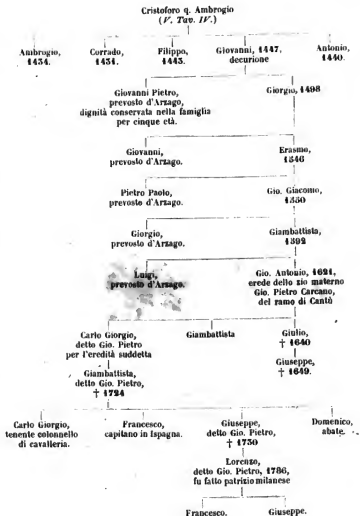 Cristoforo q. Ambrogio
(V. Tav. IV.)
Ambrogio, 1434.
Corrado, 1431.
Filippo, 1443.
Giovanni, 1447, decurione
Antonio, 1440.
Giovanni Pietro,
prevosto d'Arzago,
dignità conservata nella famiglia
per cinque età.
Giorgio, 1498
Giovanni,
prevosto d'Arzago.
Erasmo,
1546
Pietro Paolo,
prevosto d'Arzago.
Gio. Giacomo,
1550
Giorgio,
prevosto d'Arzago.
Giambattista,
1592
Luigi,
prevosto d'Arzago.
Gio. Antonio, 1621,
erede dello zio materno
Gio. Pietro Carcano,
del ramo di Cantù
Carlo Giorgio,
detto Gio. Pietro
per l'eredità suddetta
Giambattista
Giulio,
† 1640
Giambattista,
detto Gio. Pietro,
† 1724
Giuseppe,
† 1649.
Carlo Giorgio,
tenente colonnello
di cavalleria.
Francesco,
capitano in Ispagna.
Giuseppe,
detto Gio. Pietro,
† 1750
Domenico,
abate.
Lorenzo,
detto Gio. Pietro, 1786,
fu fatto patrizio milanese
Francesco.
Giuseppe.